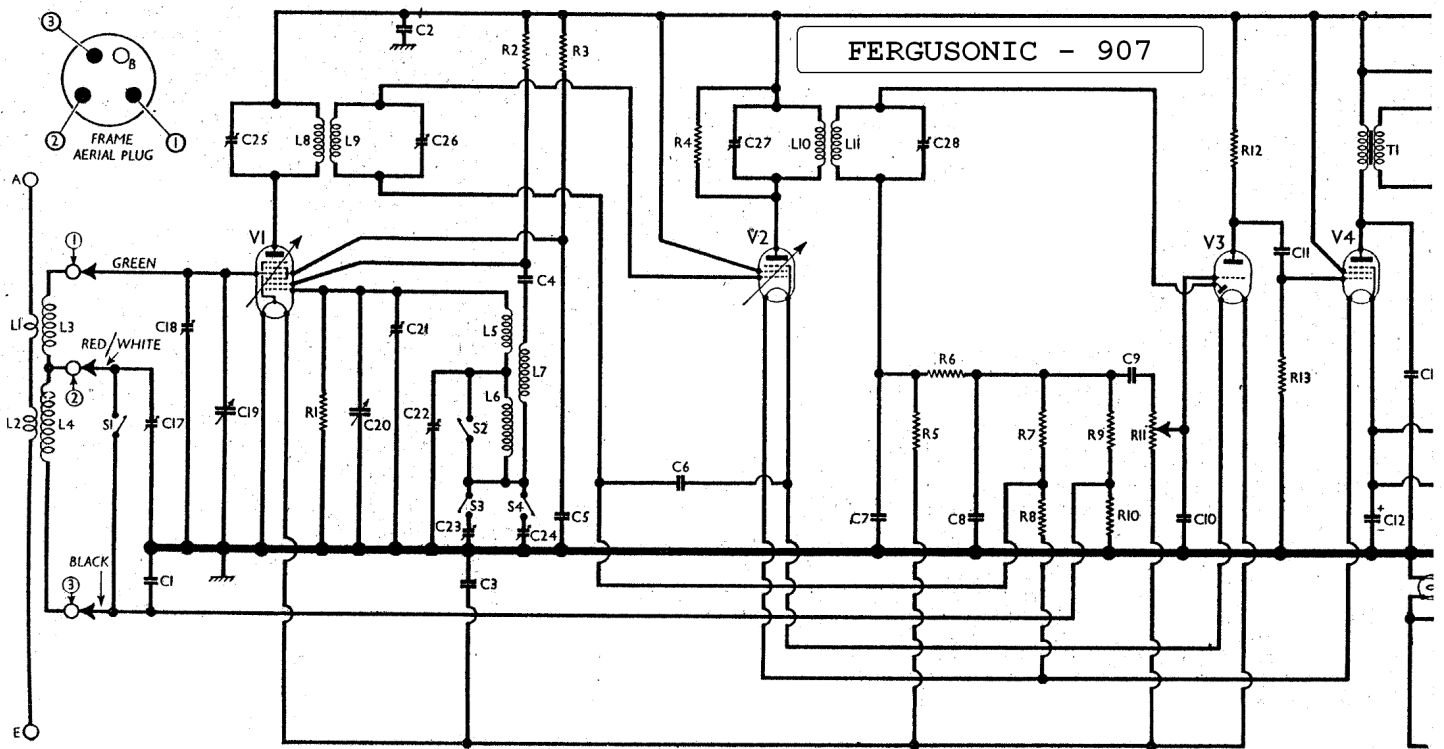 FERGUSONIC - 907
③
B
②
①
FRAME
AERIAL PLUG
C2
R2
R3
C25
L8
L9
C26
R4
C27
L10
L11
C28
R12
T1
A
①
GREEN
V1
V2
V3
C11
V4
C4
L1
L3
C18
C21
L5
RED/WHITE
②
L7
R6
C9
R13
C1
L2
L4
S1
C17
C19
R1
C20
C22
S2
L6
R5
R7
R9
R11
C6
S3
S4
C23
C24
C5
C7
C8
R8
R10
C10
+
-
C12
BLACK
③
C1
C3
E